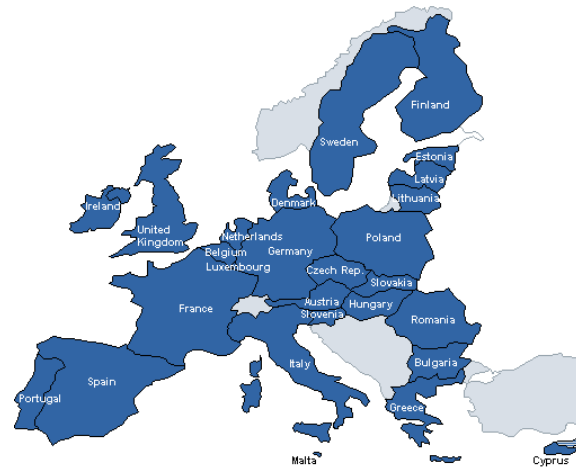 Finland
Sweden
Estonia
Latvia
Lithuania
Denmark
Ireland
United
Kingdom
Netherlands
Belgium
Germany
Poland
Luxembourg
Czech Rep.
Slovakia
France
Austria
Hungary
Slovenia
Romania
Italy
Bulgaria
Spain
Portugal
Greece
Malta
Cyprus